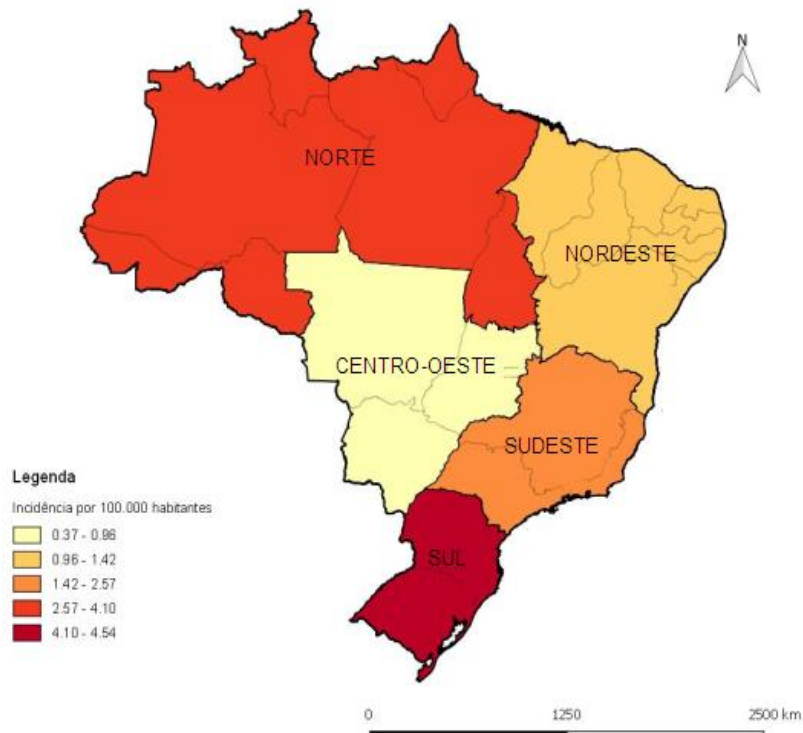 N
NORTE
NORDESTE
CENTRO-OESTE
SUDESTE
SUL
Legenda
Incidência por 100.000 habitantes
0.37 - 0.96
0.96 - 1.42
1.42 - 2.57
2.57 - 4.10
4.10 - 4.54
0 1250 2500 km